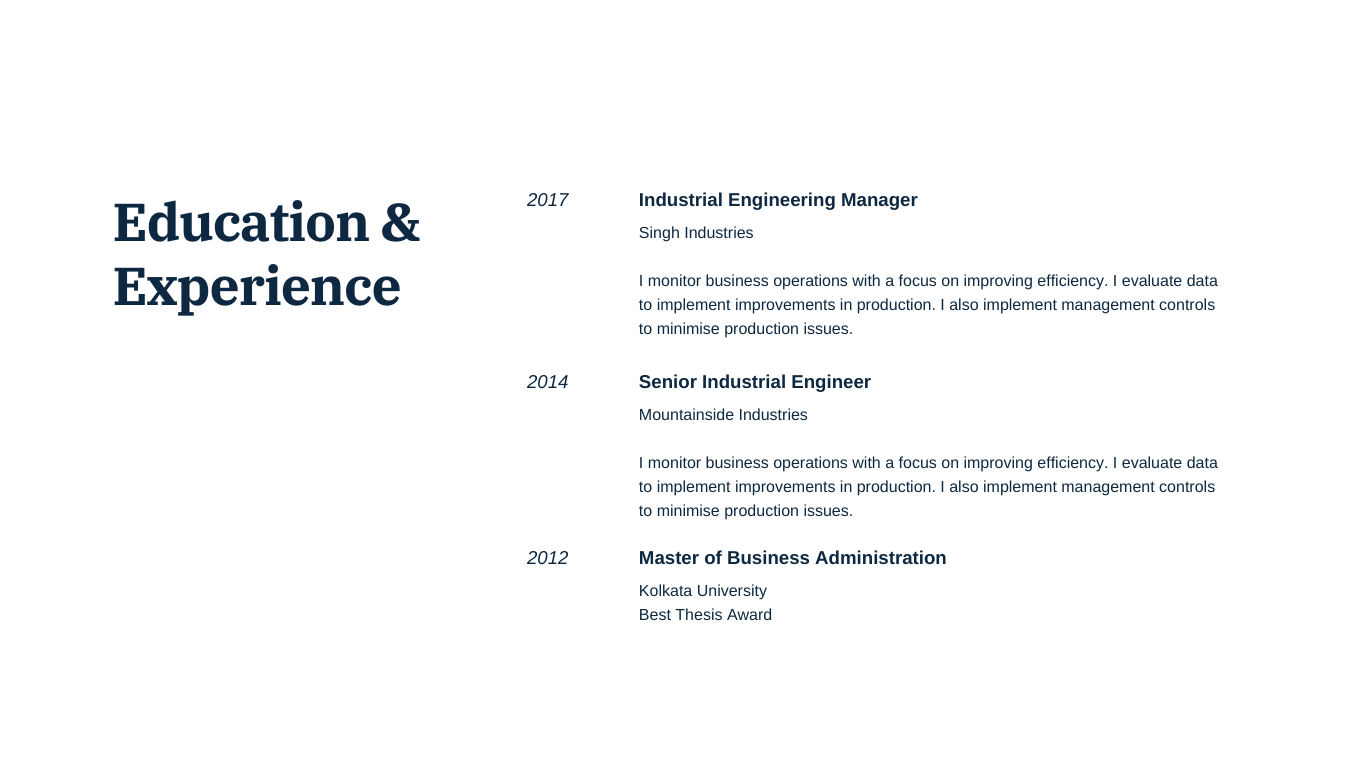 Education &
Experience
2017
Industrial Engineering Manager
Singh Industries
I monitor business operations with a focus on improving efficiency. I evaluate data
to implement improvements in production. I also implement management controls
to minimise production issues.
2014
Senior Industrial Engineer
Mountainside Industries
I monitor business operations with a focus on improving efficiency. I evaluate data
to implement improvements in production. I also implement management controls
to minimise production issues.
2012
Master of Business Administration
Kolkata University
Best Thesis Award